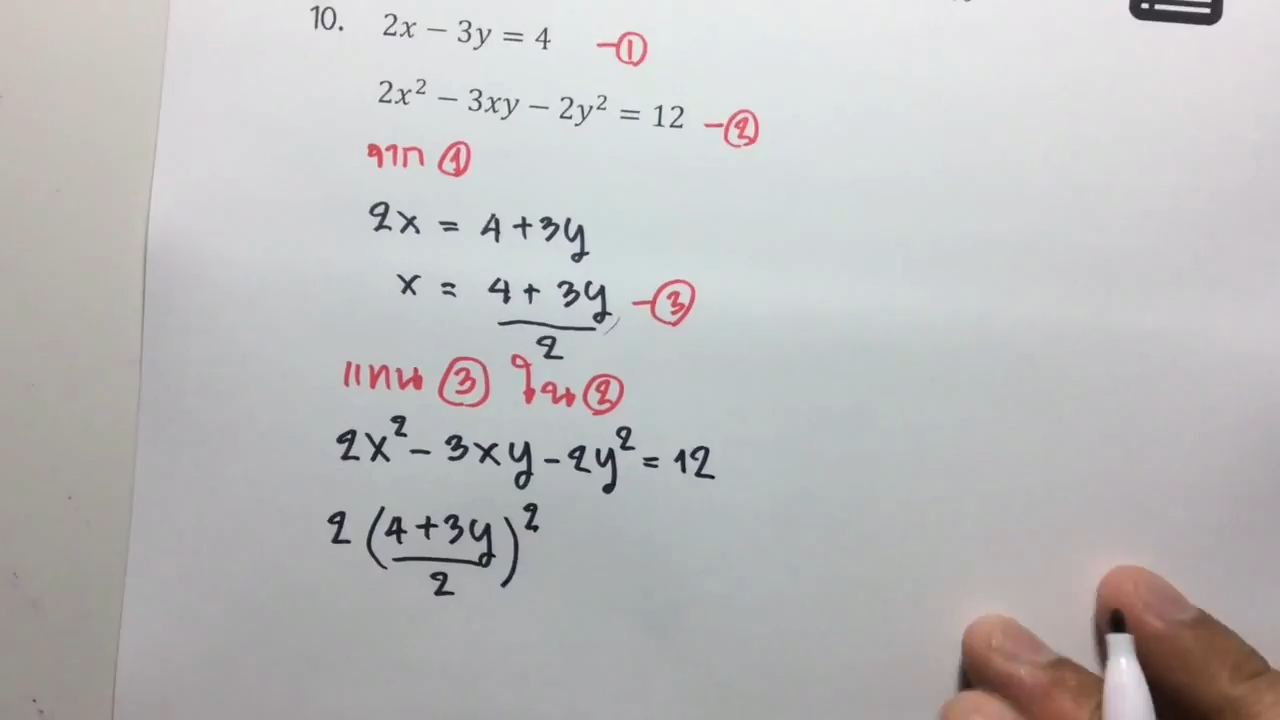 10. 2x − 3y = 4 —①
2x² − 3xy − 2y² = 12 —②
จาก ①
2x = 4 + 3y
x = (4 + 3y)/2 —③
แทน ③ ใน ②
2x² − 3xy − 2y² = 12
2((4 + 3y)/2)²